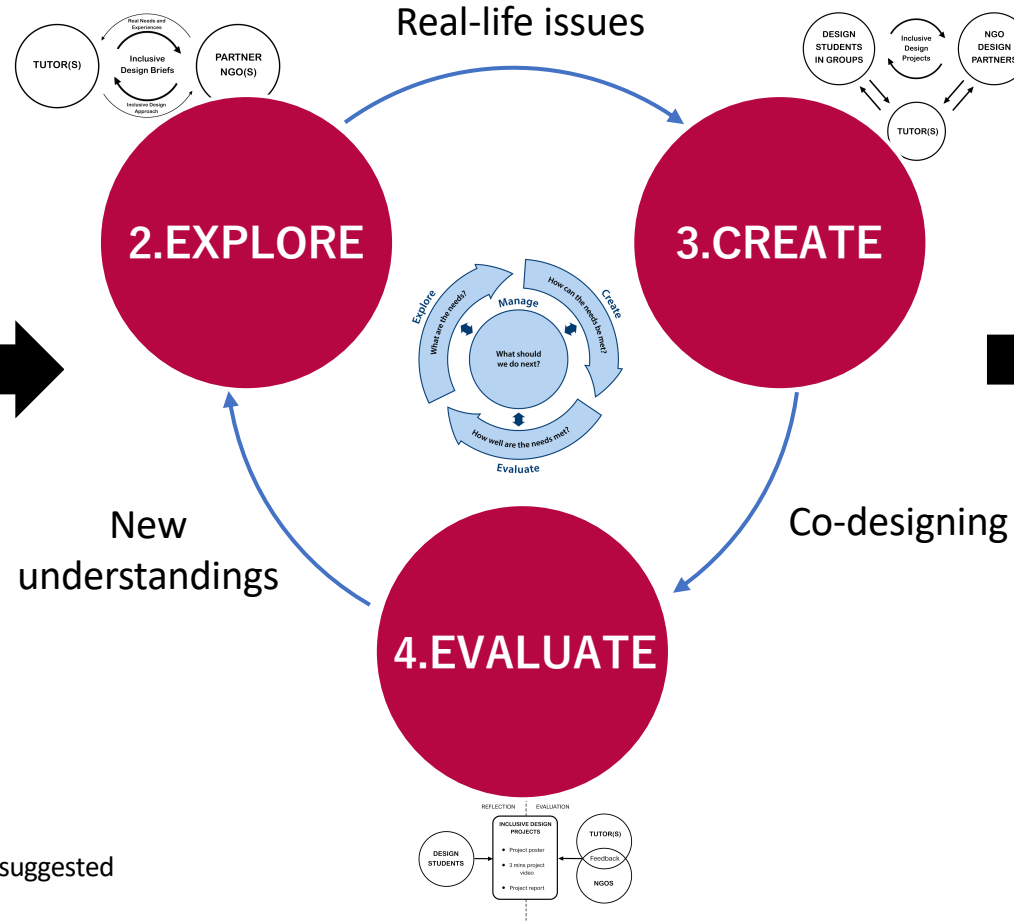 Real-life issues
Real Needs and
Experiences
TUTOR(S)
Inclusive
Design Briefs
PARTNER
NGO(S)
Inclusive Design
Approach
DESIGN
STUDENTS
IN GROUPS
Inclusive
Design
Projects
NGO
DESIGN
PARTNERS
TUTOR(S)
2.EXPLORE
3.CREATE
Explore
What are the needs?
Manage
What should
we do next?
How can the needs be met?
Create
How well are the needs met?
Evaluate
New
understandings
Co-designing
4.EVALUATE
REFLECTION
EVALUATION
DESIGN
STUDENTS
INCLUSIVE DESIGN
PROJECTS
• Project poster
• 3 mins project
video
• Project report
TUTOR(S)
Feedback
NGOS
suggested